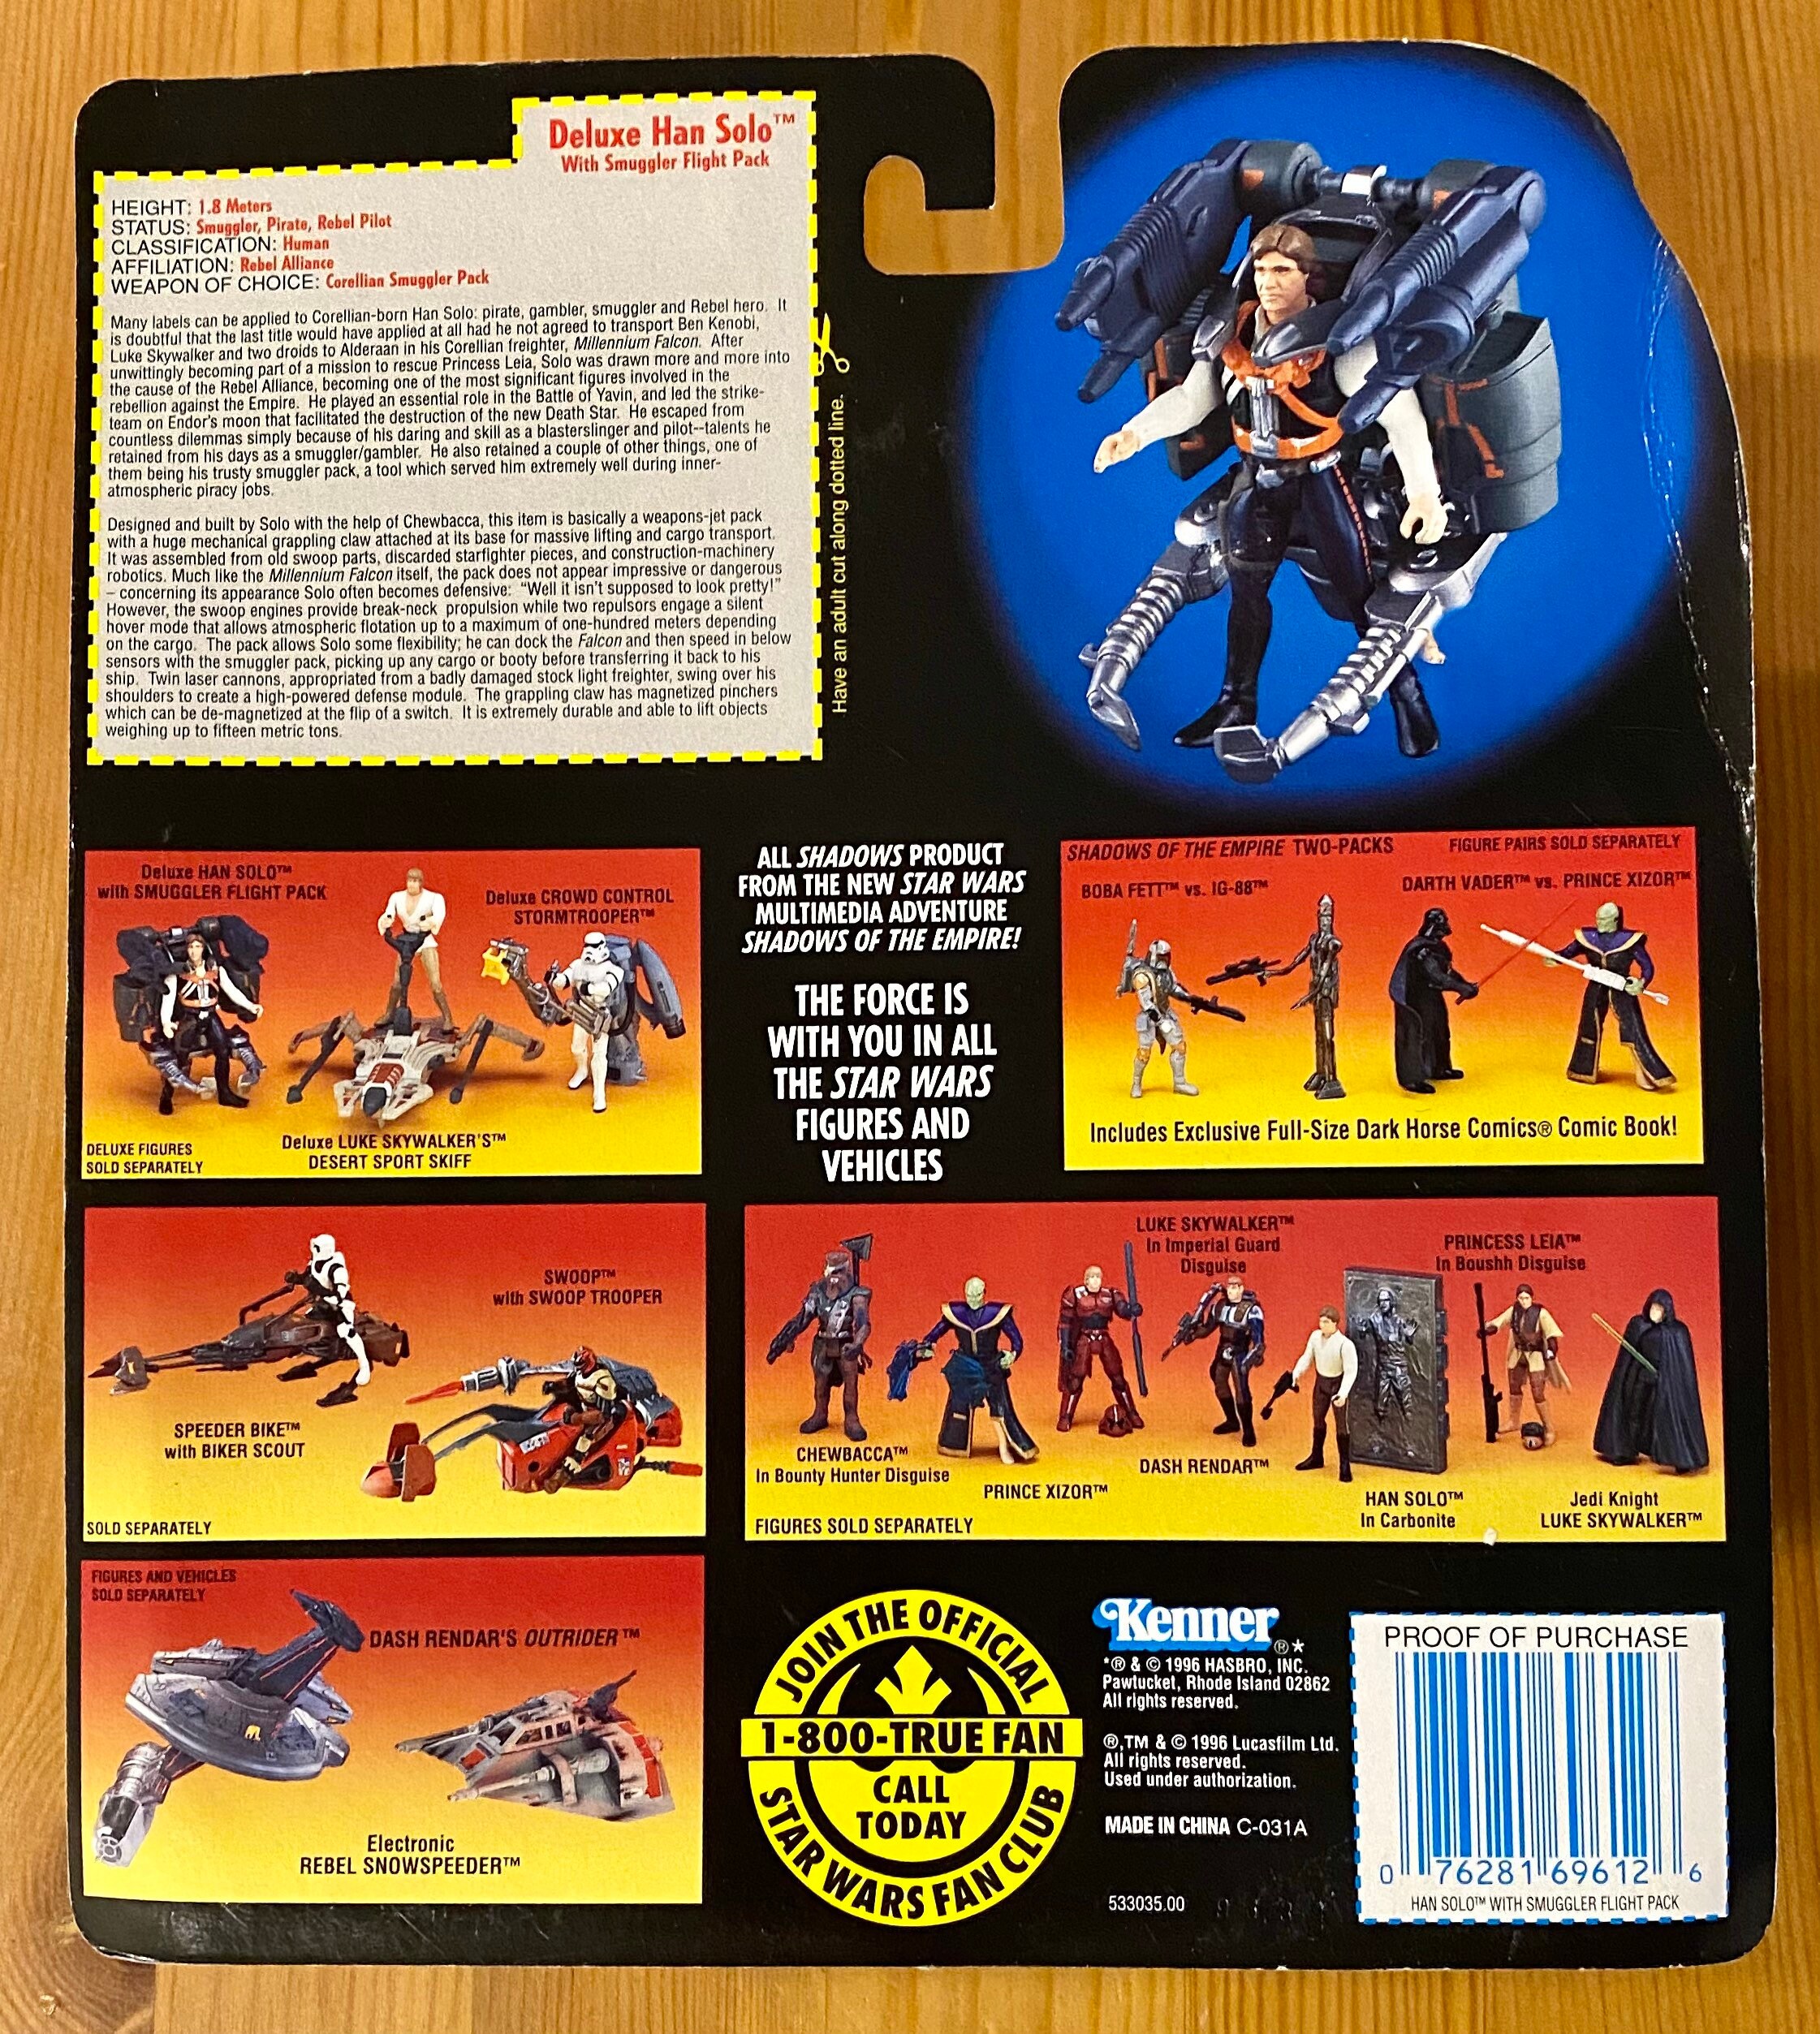 Deluxe Han Solo™
With Smuggler Flight Pack
HEIGHT: 1.8 Meters
STATUS: Smuggler, Pirate, Rebel Pilot
CLASSIFICATION: Human
AFFILIATION: Rebel Alliance
WEAPON OF CHOICE: Corellian Smuggler Pack
Many labels can be applied to Corellian-born Han Solo: pirate, gambler, smuggler and Rebel hero. It
is doubtful that the last title would have applied at all had he not agreed to transport Ben Kenobi,
Luke Skywalker and two droids to Alderaan in his Corellian freighter, Millennium Falcon. After
unwittingly becoming part of a mission to rescue Princess Leia, Solo was drawn more and more into
the cause of the Rebel Alliance, becoming one of the most significant figures involved in the
rebellion against the Empire. He played an essential role in the Battle of Yavin, and led the strike-
team on Endor's moon that facilitated the destruction of the new Death Star. He escaped from
countless dilemmas simply because of his daring and skill as a blasterslinger and pilot--talents he
retained from his days as a smuggler/gambler. He also retained a couple of other things, one of
them being his trusty smuggler pack, a tool which served him extremely well during inner-
atmospheric piracy jobs.
Designed and built by Solo with the help of Chewbacca, this item is basically a weapons-jet pack
with a huge mechanical grappling claw attached at its base for massive lifting and cargo transport.
It was assembled from old swoop parts, discarded starfighter pieces, and construction-machinery
robotics. Much like the Millennium Falcon itself, the pack does not appear impressive or dangerous
– concerning its appearance Solo often becomes defensive: “Well it isn't supposed to look pretty!”
However, the swoop engines provide break-neck propulsion while two repulsors engage a silent
hover mode that allows atmospheric flotation up to a maximum of one-hundred meters depending
on the cargo. The pack allows Solo some flexibility; he can dock the Falcon and then speed in below
sensors with the smuggler pack, picking up any cargo or booty before transferring it back to his
ship. Twin laser cannons, appropriated from a badly damaged stock light freighter, swing over his
shoulders to create a high-powered defense module. The grappling claw has magnetized pinchers
which can be de-magnetized at the flip of a switch. It is extremely durable and able to lift objects
weighing up to fifteen metric tons.
Have an adult cut along dotted line.
Deluxe HAN SOLO™
with SMUGGLER FLIGHT PACK
Deluxe CROWD CONTROL
STORMTROOPER™
DELUXE FIGURES
SOLD SEPARATELY
Deluxe LUKE SKYWALKER'S™
DESERT SPORT SKIFF
ALL SHADOWS PRODUCT
FROM THE NEW STAR WARS
MULTIMEDIA ADVENTURE
SHADOWS OF THE EMPIRE!
THE FORCE IS
WITH YOU IN ALL
THE STAR WARS
FIGURES AND
VEHICLES
SHADOWS OF THE EMPIRE TWO-PACKS
FIGURE PAIRS SOLD SEPARATELY
BOBA FETT™ vs. IG-88™
DARTH VADER™ vs. PRINCE XIZOR™
Includes Exclusive Full-Size Dark Horse Comics® Comic Book!
SWOOP™
with SWOOP TROOPER
SPEEDER BIKE™
with BIKER SCOUT
SOLD SEPARATELY
LUKE SKYWALKER™
In Imperial Guard
Disguise
PRINCESS LEIA™
In Boushh Disguise
CHEWBACCA™
In Bounty Hunter Disguise
PRINCE XIZOR™
DASH RENDAR™
HAN SOLO™
In Carbonite
Jedi Knight
LUKE SKYWALKER™
FIGURES SOLD SEPARATELY
FIGURES AND VEHICLES
SOLD SEPARATELY
DASH RENDAR'S OUTRIDER™
Electronic
REBEL SNOWSPEEDER™
JOIN THE OFFICIAL
1-800-TRUE FAN
CALL
TODAY
STAR WARS FAN CLUB
Kenner®*
*® & © 1996 HASBRO, INC.
Pawtucket, Rhode Island 02862
All rights reserved.
®,TM & © 1996 Lucasfilm Ltd.
All rights reserved.
Used under authorization.
MADE IN CHINA C-031A
533035.00
PROOF OF PURCHASE
0 76281 69612 6
HAN SOLO™ WITH SMUGGLER FLIGHT PACK